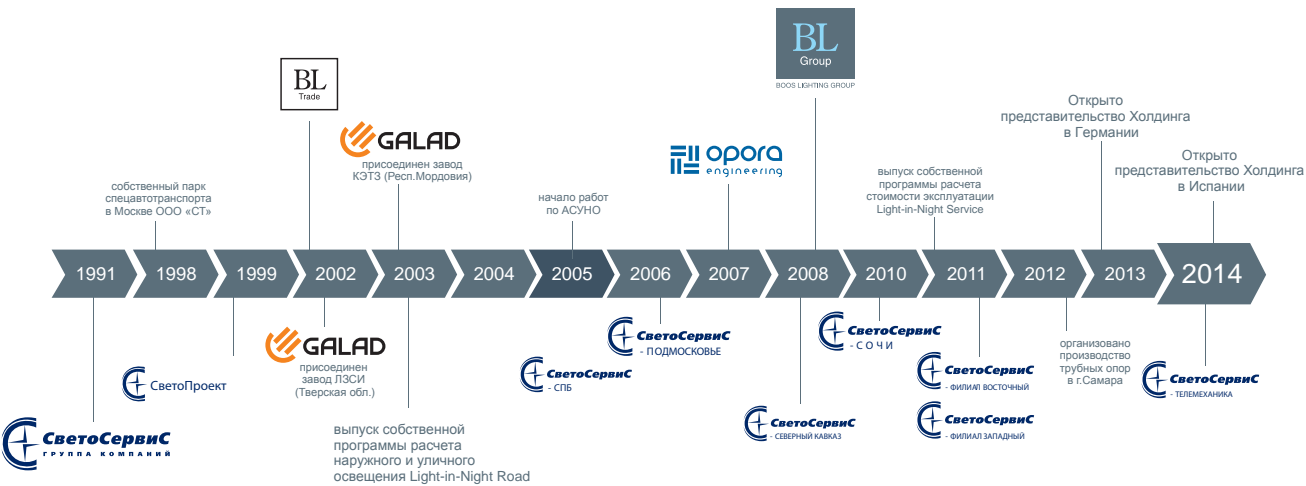 BL
Group
BOOS LIGHTING GROUP
BL
Trade
GALAD
присоединен завод
КЭТЗ (Респ.Мордовия)
opora
engineering
Открыто
представительство Холдинга
в Германии
Открыто
представительство Холдинга
в Испании
собственный парк
спецавтотранспорта
в Москве ООО «СТ»
начало работ
по АСУНО
выпуск собственной
программы расчета
стоимости эксплуатации
Light-in-Night Service
1991
1998
1999
2002
2003
2004
2005
2006
2007
2008
2010
2011
2012
2013
2014
СветоСервиС
ГРУППА КОМПАНИЙ
СветоПроект
GALAD
присоединен
завод ЛЗСИ
(Тверская обл.)
выпуск собственной
программы расчета
наружного и уличного
освещения Light-in-Night Road
СветоСервиС
- СПБ
СветоСервиС
- ПОДМОСКОВЬЕ
СветоСервиС
- СЕВЕРНЫЙ КАВКАЗ
СветоСервиС
- СОЧИ
СветоСервиС
- ФИЛИАЛ ВОСТОЧНЫЙ
СветоСервиС
- ФИЛИАЛ ЗАПАДНЫЙ
организовано
производство
трубных опор
в г.Самара
СветоСервиС
- ТЕЛЕМЕХАНИКА